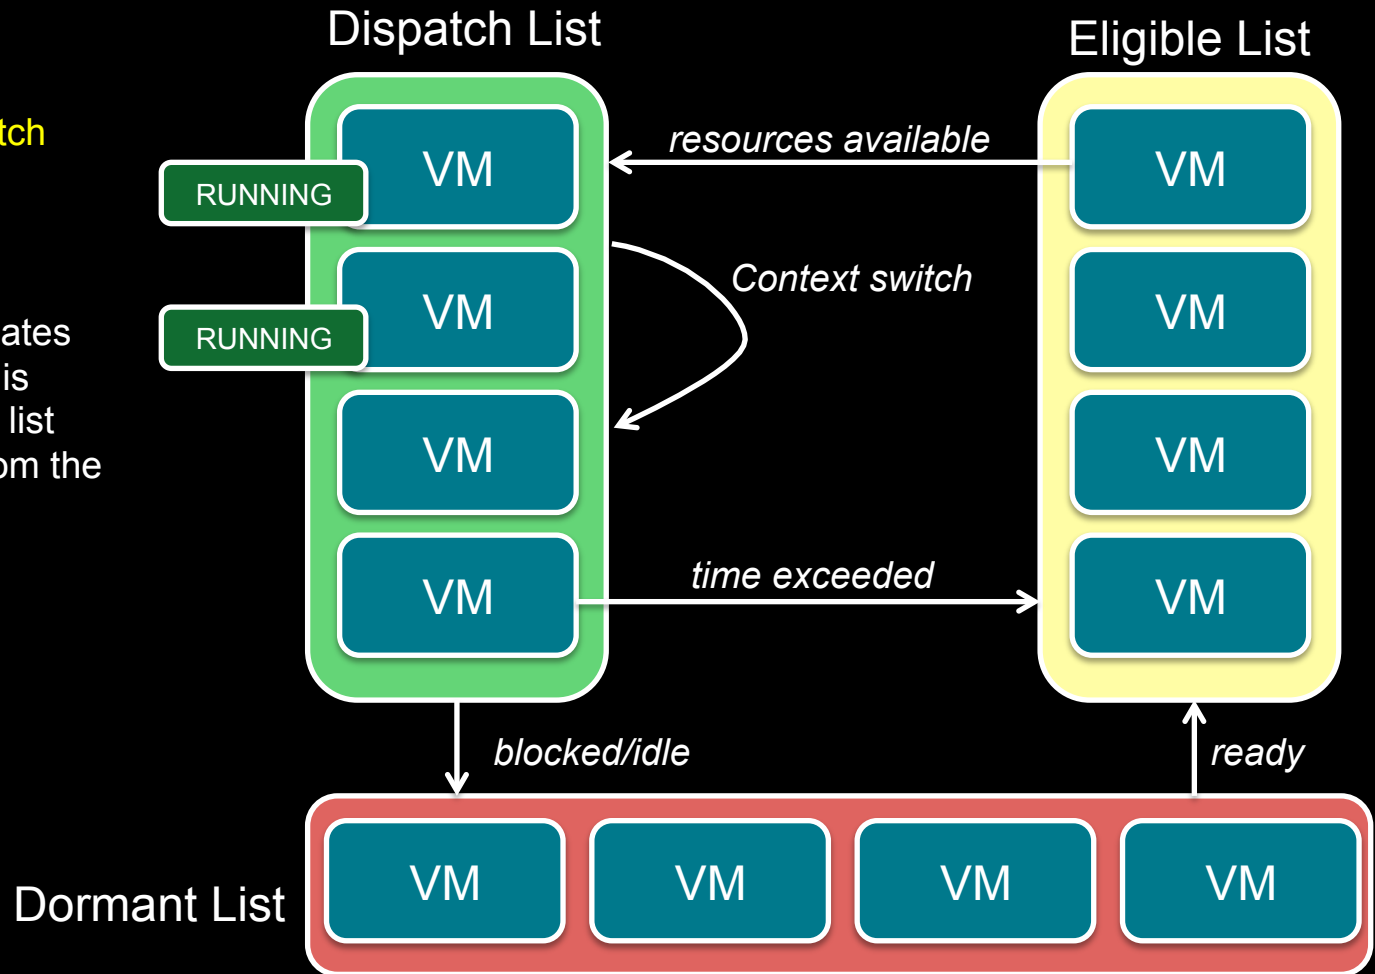 Dispatch List
Eligible List
tch
VM
resources available
VM
RUNNING
Context switch
VM
VM
RUNNING
ates
is
list
om the
VM
VM
VM
time exceeded
VM
blocked/idle
ready
Dormant List
VM
VM
VM
VM